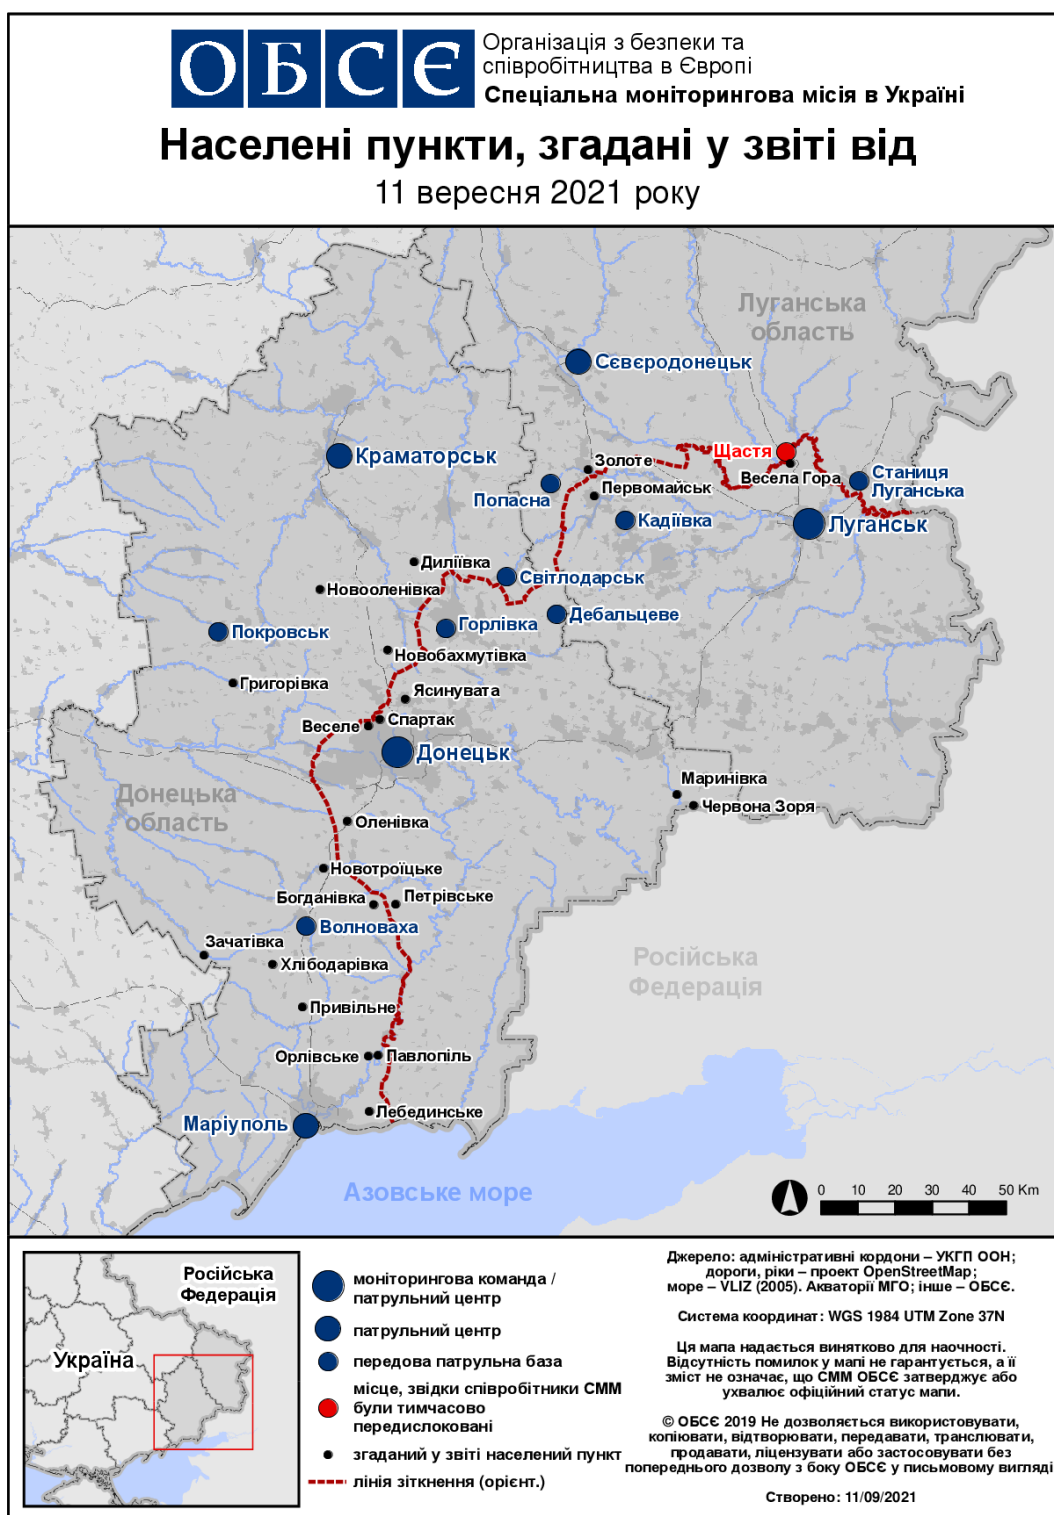 ОБСЄ
Організація з безпеки та
співробітництва в Європі
Спеціальна моніторингова місія в Україні
Населені пункти, згадані у звіті від
11 вересня 2021 року
Луганська
область
Сєвєродонецьк
Щастя
Краматорськ
Золоте
Весела Гора
Станиця
Луганська
Попасна
Первомайськ
Кадіївка
Луганськ
Диліївка
Світлодарськ
Новооленівка
Дебальцеве
Горлівка
Покровськ
Новобахмутівка
Григорівка
Ясинувата
Спартак
Веселе
Донецьк
Маринівка
Донецька
область
Червона Зоря
Оленівка
Новотроїцьке
Богданівка
Петрівське
Волноваха
Зачатівка
Російська
Федерація
Хлібодарівка
Привільне
Орлівське
Павлопіль
Лебединське
Маріуполь
Азовське море
0 10 20 30 40 50 Km
Російська
Федерація
Україна
моніторингова команда /
патрульний центр
патрульний центр
передова патрульна база
місце, звідки співробітники СММ
були тимчасово
передислоковані
згаданий у звіті населений пункт
лінія зіткнення (орієнт.)
Джерело: адміністративні кордони – УКГП ООН;
дороги, ріки – проект OpenStreetMap;
море – VLIZ (2005). Акваторії МГО; інше – ОБСЄ.
Система координат: WGS 1984 UTM Zone 37N
Ця мапа надається винятково для наочності.
Відсутність помилок у мапі не гарантується, а її
зміст не означає, що СММ ОБСЄ затверджує або
ухвалює офіційний статус мапи.
© ОБСЄ 2019 Не дозволяється використовувати,
копіювати, відтворювати, передавати, транслювати,
продавати, ліцензувати або застосовувати без
попереднього дозволу з боку ОБСЄ у письмовому вигляді
Створено: 11/09/2021